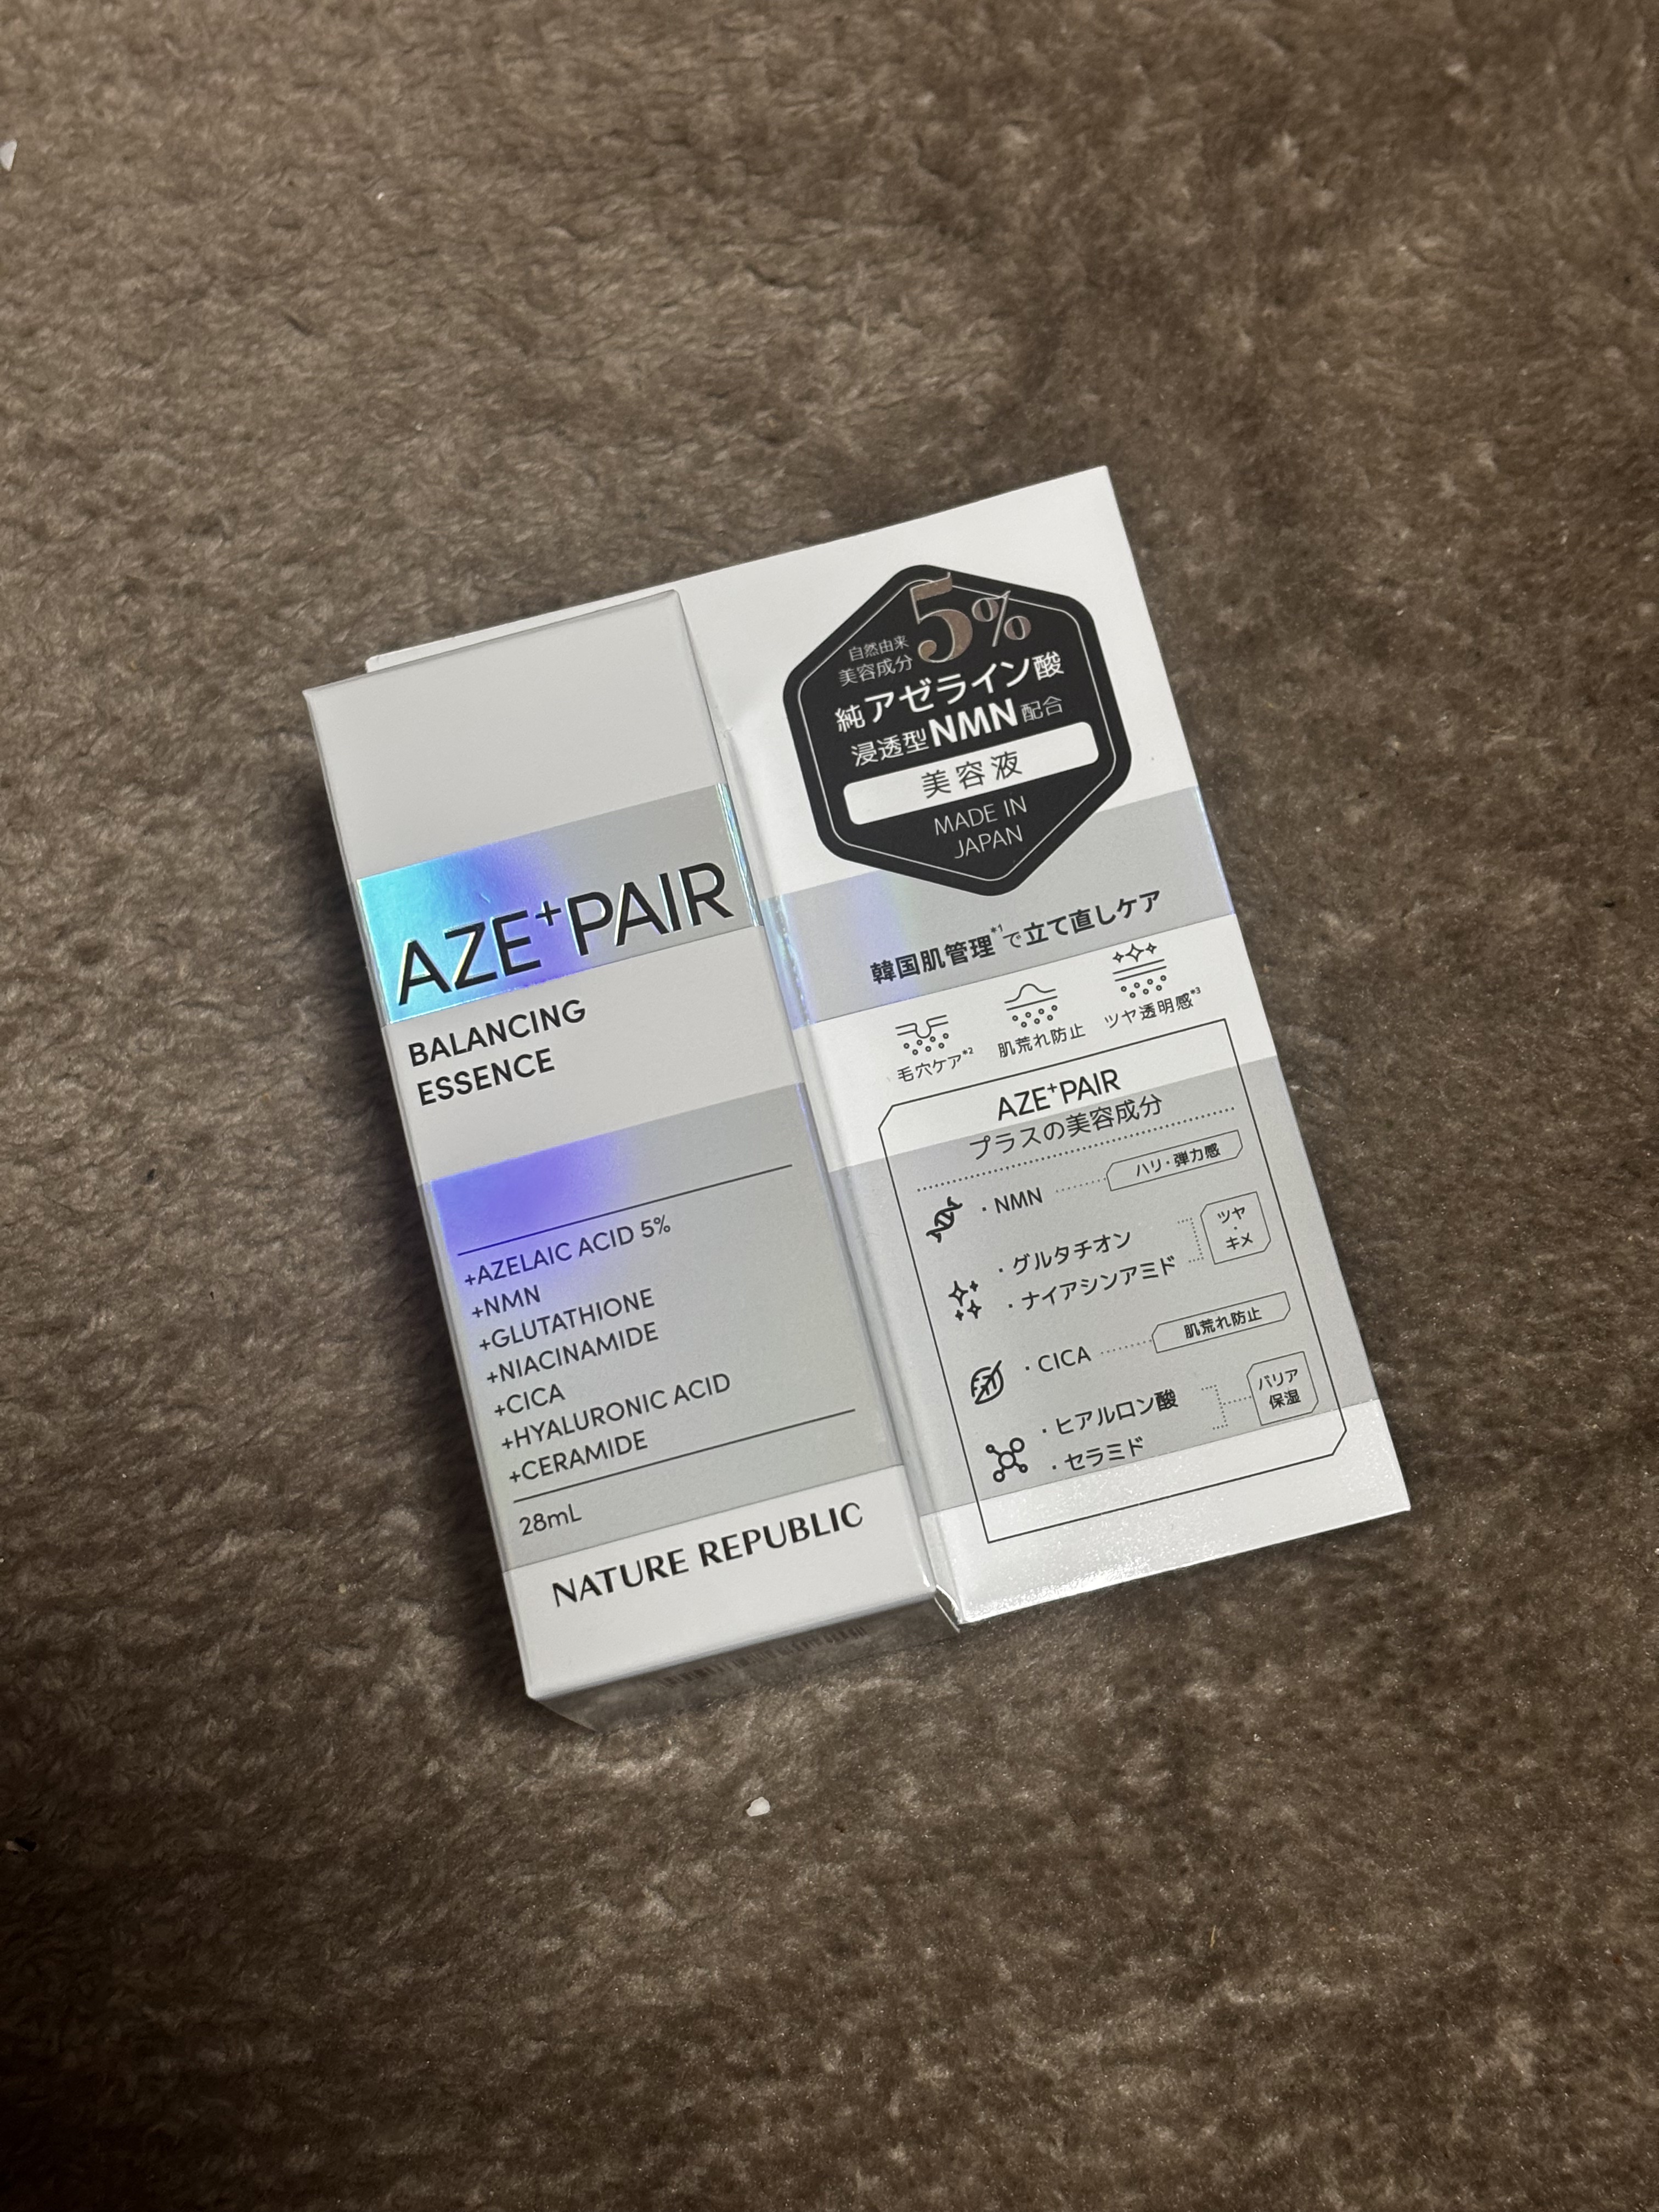 AZE⁺PAIR
BALANCING
ESSENCE
+AZELAIC ACID 5%
+NMN
+GLUTATHIONE
+NIACINAMIDE
+CICA
+HYALURONIC ACID
+CERAMIDE
28mL
NATURE REPUBLIC
自然由来
美容成分
5%
純アゼライン酸
浸透型NMN配合
美容液
MADE IN
JAPAN
韓国肌管理*1で立て直しケア
毛穴ケア*2
肌荒れ防止
ツヤ透明感*3
AZE⁺PAIR
プラスの美容成分
・NMN
ハリ・弾力感
・グルタチオン
・ナイアシンアミド
ツヤ
・
キメ
・CICA
肌荒れ防止
・ヒアルロン酸
・セラミド
バリア
保湿